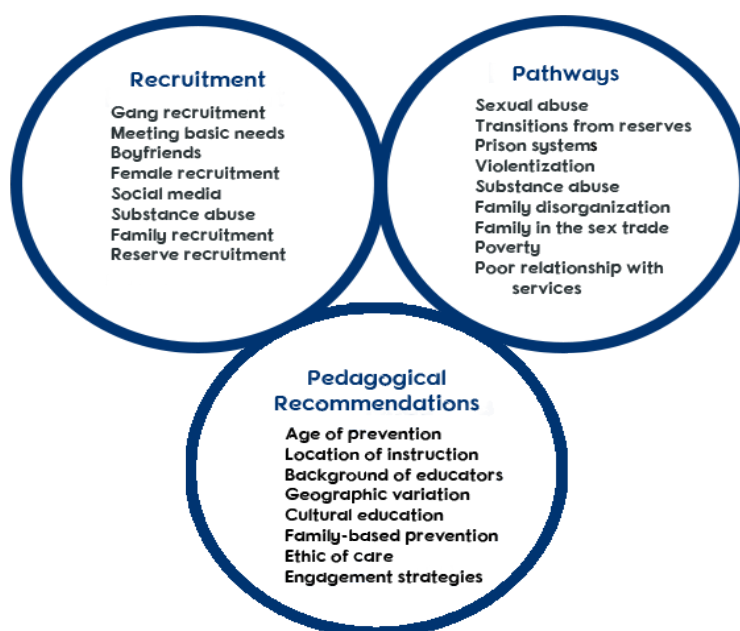 Recruitment
Gang recruitment
Meeting basic needs
Boyfriends
Female recruitment
Social media
Substance abuse
Family recruitment
Reserve recruitment
Pathways
Sexual abuse
Transitions from reserves
Prison systems
Violentization
Substance abuse
Family disorganization
Family in the sex trade
Poverty
Poor relationship with
services
Pedagogical
Recommendations
Age of prevention
Location of instruction
Background of educators
Geographic variation
Cultural education
Family-based prevention
Ethic of care
Engagement strategies